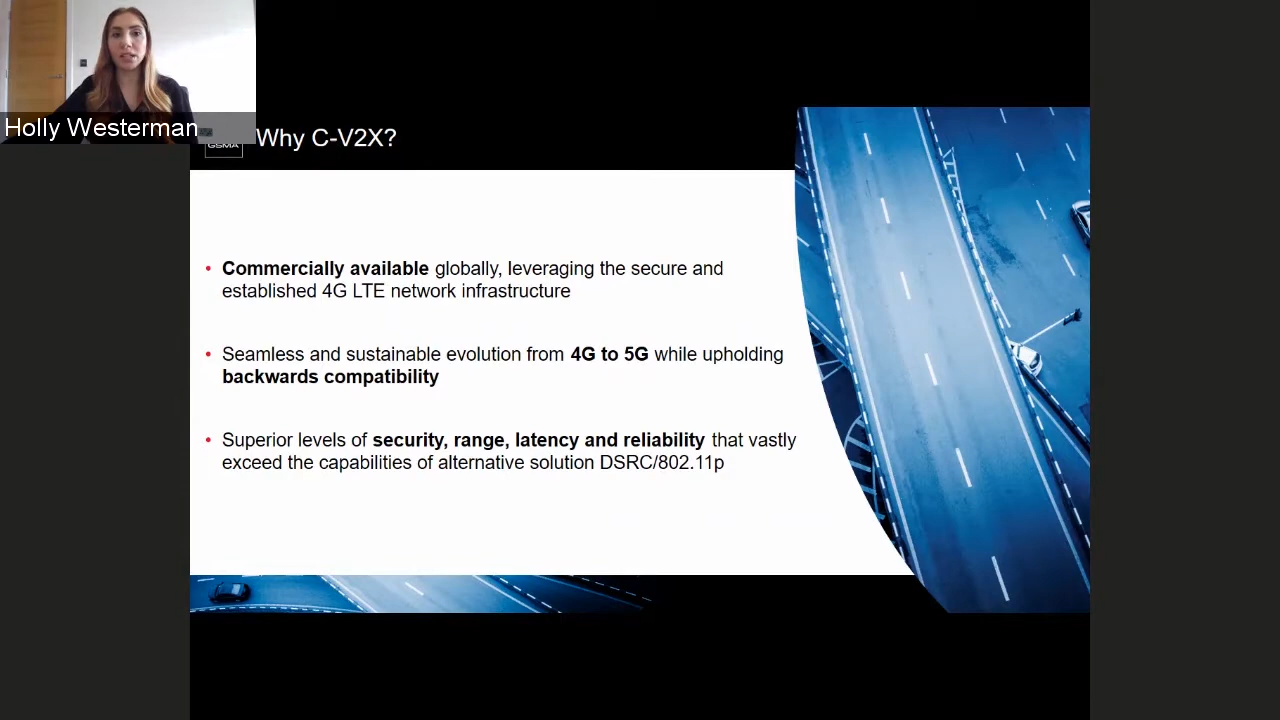 Holly Westerman
GSMA
Why C-V2X?
• Commercially available globally, leveraging the secure and
established 4G LTE network infrastructure
• Seamless and sustainable evolution from 4G to 5G while upholding
backwards compatibility
• Superior levels of security, range, latency and reliability that vastly
exceed the capabilities of alternative solution DSRC/802.11p